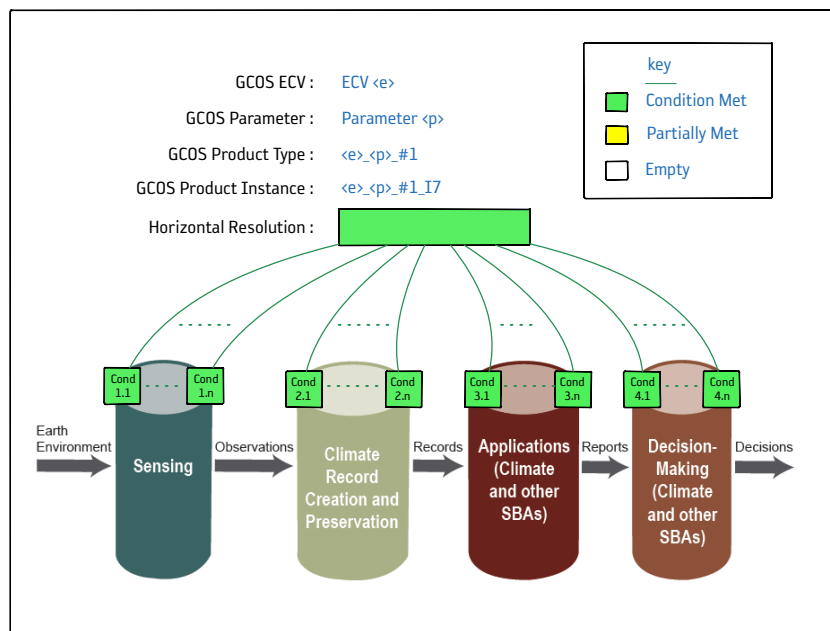 GCOS ECV : ECV <e>
GCOS Parameter : Parameter <p>
GCOS Product Type : <e>_<p>_#1
GCOS Product Instance : <e>_<p>_#1_I7
Horizontal Resolution :
key
Condition Met
Partially Met
Empty
Cond
1.1
Cond
1.n
Cond
2.1
Cond
2.n
Cond
3.1
Cond
3.n
Cond
4.1
Cond
4.n
Earth
Environment
Sensing
Observations
Climate
Record
Creation and
Preservation
Records
Applications
(Climate
and other
SBAs)
Reports
Decision-
Making
(Climate
and other
SBAs)
Decisions